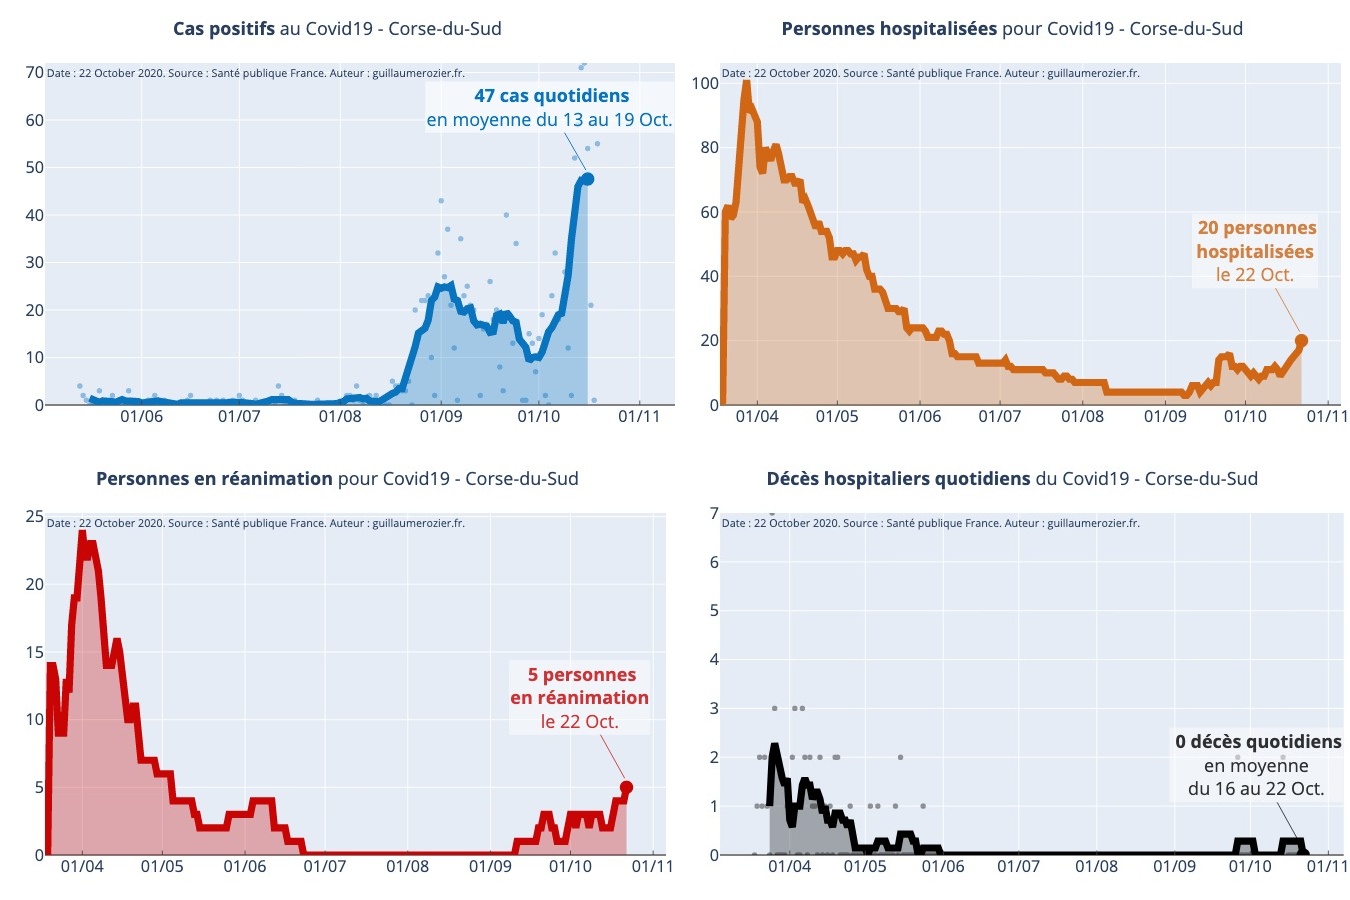 Cas positifs au Covid19 - Corse-du-Sud
Date : 22 October 2020. Source : Santé publique France. Auteur : guillaumerozier.fr.
47 cas quotidiens
en moyenne du 13 au 19 Oct.
70
60
50
40
30
20
10
0
01/06 01/07 01/08 01/09 01/10 01/11
Personnes hospitalisées pour Covid19 - Corse-du-Sud
Date : 22 October 2020. Source : Santé publique France. Auteur : guillaumerozier.fr.
20 personnes
hospitalisées
le 22 Oct.
100
80
60
40
20
0
01/04 01/05 01/06 01/07 01/08 01/09 01/10 01/11
Personnes en réanimation pour Covid19 - Corse-du-Sud
Date : 22 October 2020. Source : Santé publique France. Auteur : guillaumerozier.fr.
5 personnes
en réanimation
le 22 Oct.
25
20
15
10
5
0
01/04 01/05 01/06 01/07 01/08 01/09 01/10 01/11
Décès hospitaliers quotidiens du Covid19 - Corse-du-Sud
Date : 22 October 2020. Source : Santé publique France. Auteur : guillaumerozier.fr.
0 décès quotidiens
en moyenne
du 16 au 22 Oct.
7
6
5
4
3
2
1
0
01/04 01/05 01/06 01/07 01/08 01/09 01/10 01/11